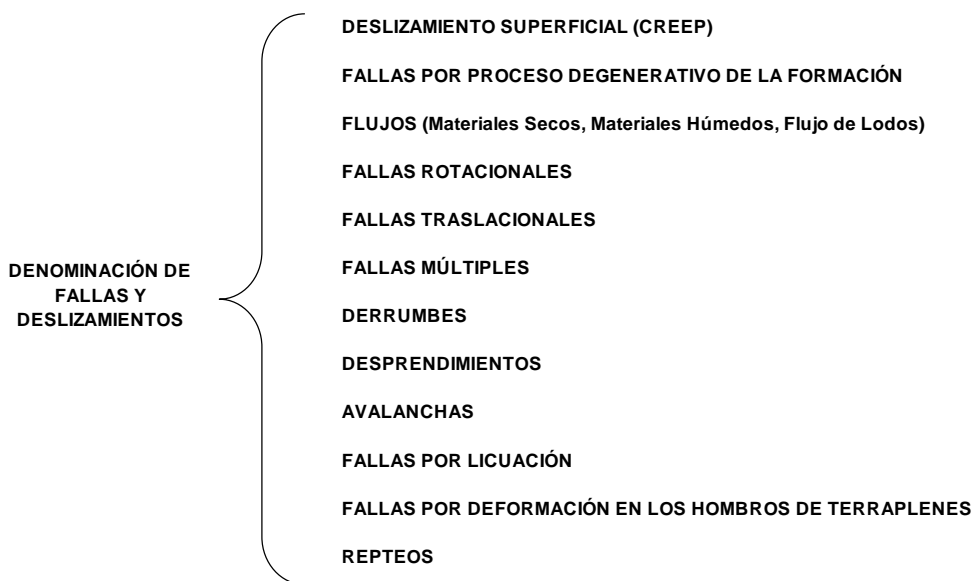 DENOMINACIÓN DE
FALLAS Y
DESLIZAMIENTOS
DESLIZAMIENTO SUPERFICIAL (CREEP)
FALLAS POR PROCESO DEGENERATIVO DE LA FORMACIÓN
FLUJOS (Materiales Secos, Materiales Húmedos, Flujo de Lodos)
FALLAS ROTACIONALES
FALLAS TRASLACIONALES
FALLAS MÚLTIPLES
DERRUMBES
DESPRENDIMIENTOS
AVALANCHAS
FALLAS POR LICUACIÓN
FALLAS POR DEFORMACIÓN EN LOS HOMBROS DE TERRAPLENES
REPTEOS